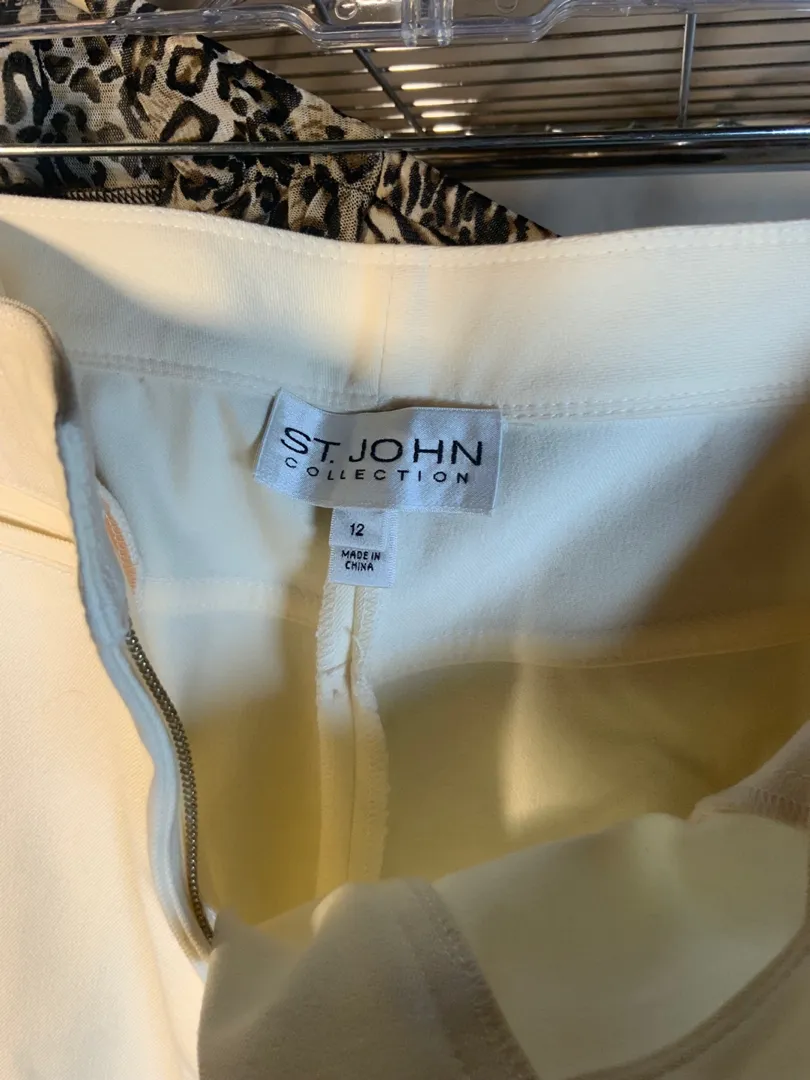 ST. JOHN
COLLECTION
12
MADE IN
CHINA